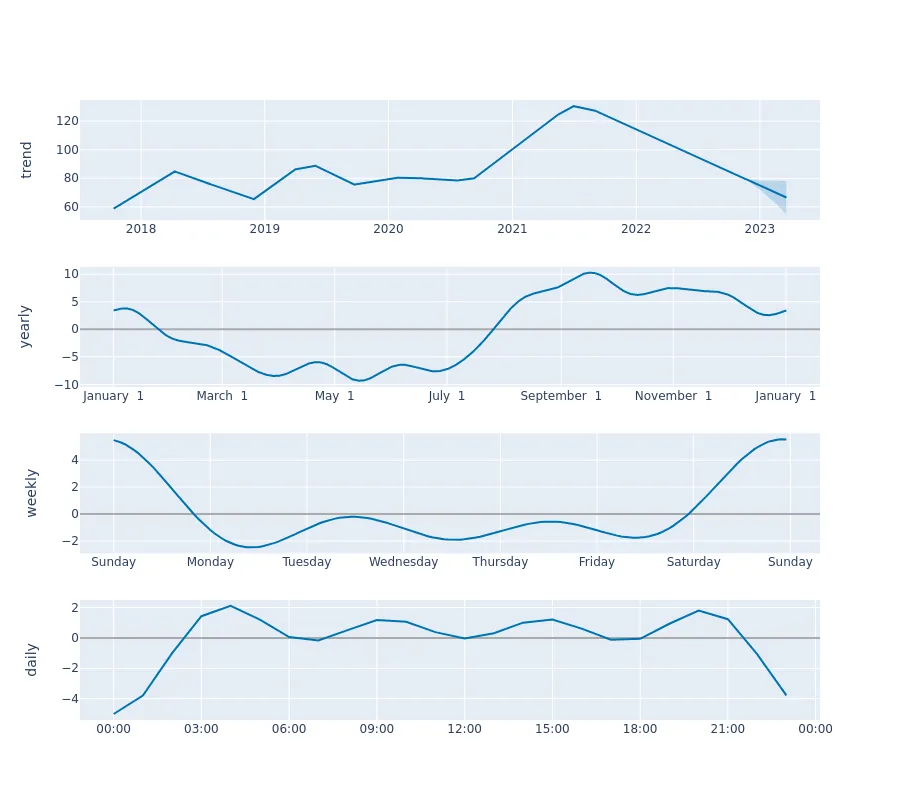 trend
120
100
80
60
2018 2019 2020 2021 2022 2023
yearly
10
5
0
−5
−10
January 1 March 1 May 1 July 1 September 1 November 1 January 1
weekly
4
2
0
−2
Sunday Monday Tuesday Wednesday Thursday Friday Saturday Sunday
daily
2
0
−2
−4
00:00 03:00 06:00 09:00 12:00 15:00 18:00 21:00 00:00